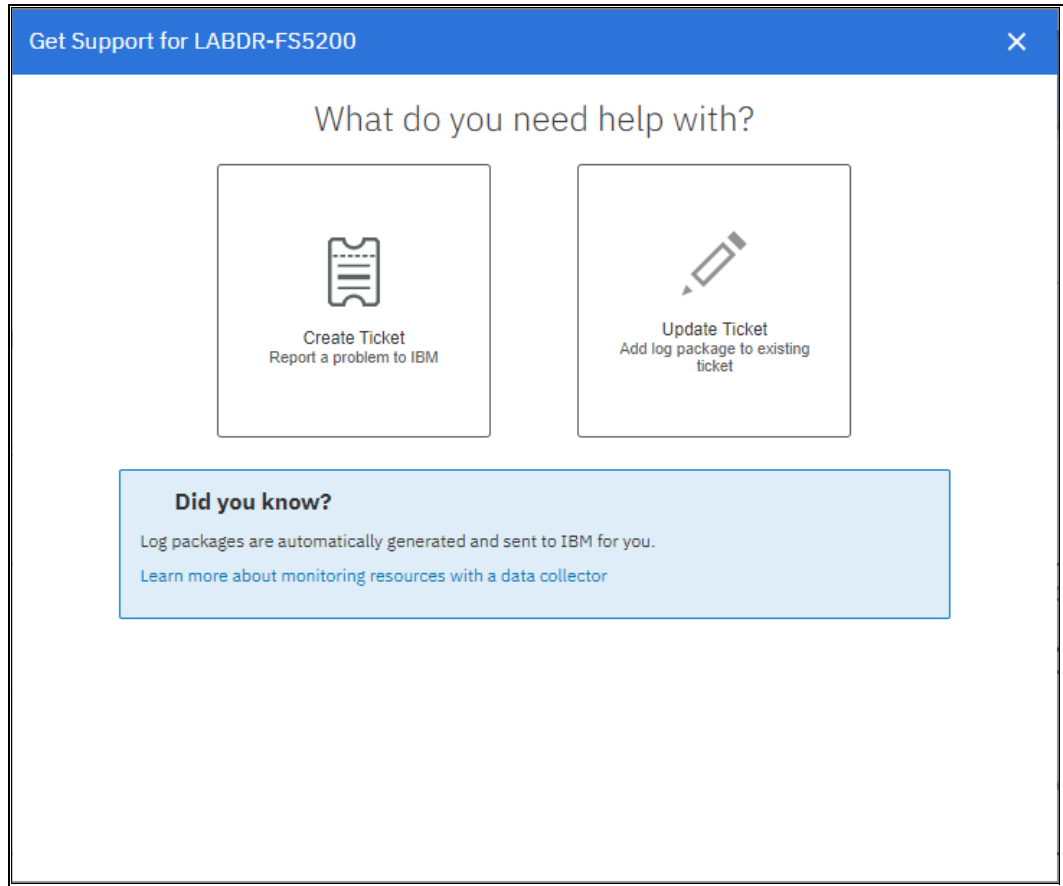 Get Support for LABDR-FS5200
What do you need help with?
Create Ticket
Report a problem to IBM
Update Ticket
Add log package to existing
ticket
Did you know?
Log packages are automatically generated and sent to IBM for you.
Learn more about monitoring resources with a data collector